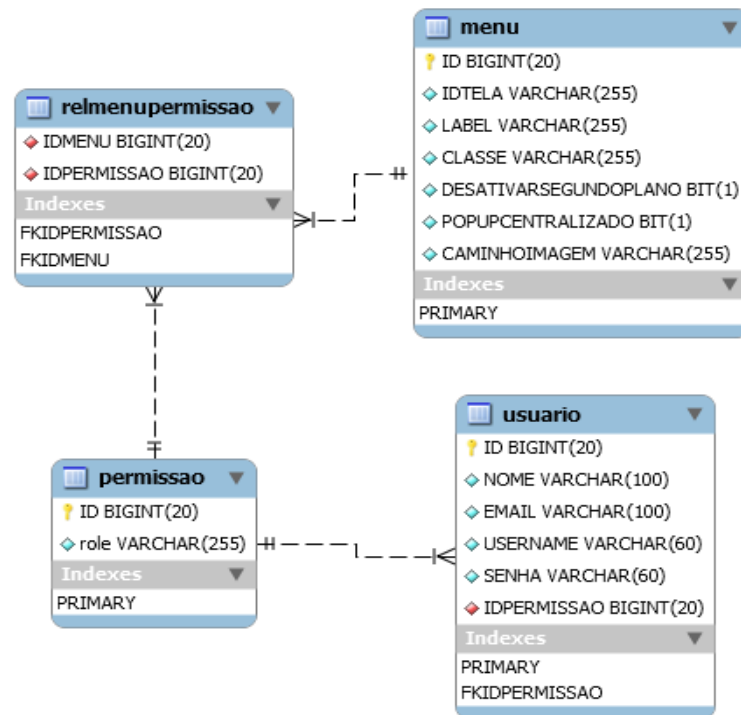 relmenupermissao
IDMENU BIGINT(20)
IDPERMISSAO BIGINT(20)
Indexes
FKIDPERMISSAO
FKIDMENU
menu
ID BIGINT(20)
IDTELA VARCHAR(255)
LABEL VARCHAR(255)
CLASSE VARCHAR(255)
DESATIVARSEGUNDOPLANO BIT(1)
POPUPCENTRALIZADO BIT(1)
CAMINHOIMAGEM VARCHAR(255)
Indexes
PRIMARY
permissao
ID BIGINT(20)
role VARCHAR(255)
Indexes
PRIMARY
usuario
ID BIGINT(20)
NOME VARCHAR(100)
EMAIL VARCHAR(100)
USERNAME VARCHAR(60)
SENHA VARCHAR(60)
IDPERMISSAO BIGINT(20)
Indexes
PRIMARY
FKIDPERMISSAO